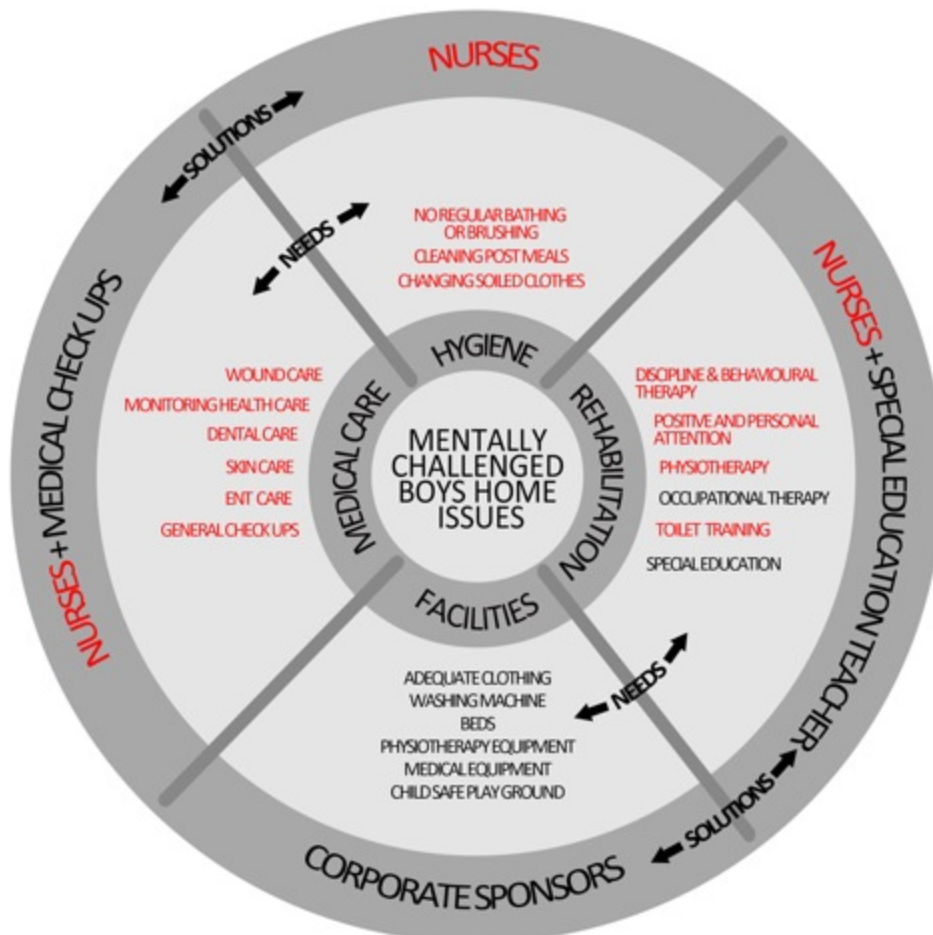 NURSES
SOLUTIONS
NEEDS
NO REGULAR BATHING
OR BRUSHING
CLEANING POST MEALS
CHANGING SOILED CLOTHES
HYGIENE
NURSES + MEDICAL CHECK UPS
WOUND CARE
MONITORING HEALTH CARE
DENTAL CARE
SKIN CARE
ENT CARE
GENERAL CHECK UPS
MEDICAL CARE
MENTALLY
CHALLENGED
BOYS HOME
ISSUES
REHABILITATION
DISCIPLINE & BEHAVIOURAL
THERAPY
POSITIVE AND PERSONAL
ATTENTION
PHYSIOTHERAPY
OCCUPATIONAL THERAPY
TOILET TRAINING
SPECIAL EDUCATION
NURSES + SPECIAL EDUCATION TEACHER
FACILITIES
ADEQUATE CLOTHING
WASHING MACHINE
BEDS
PHYSIOTHERAPY EQUIPMENT
MEDICAL EQUIPMENT
CHILD SAFE PLAY GROUND
NEEDS
SOLUTIONS
CORPORATE SPONSORS